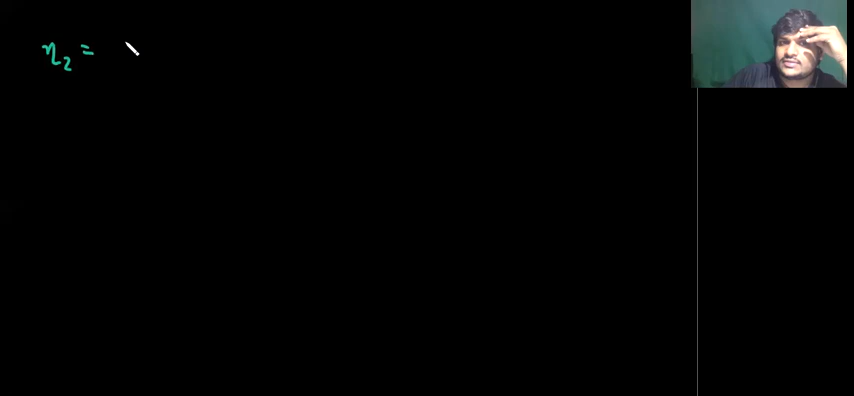 η₂ =